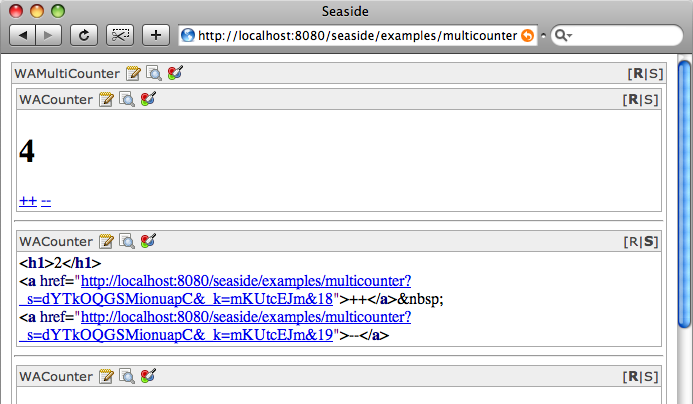 Seaside
http://localhost:8080/seaside/examples/multicounter
WAMultiCounter [R|S]
WACounter [R|S]
4
++ --
WACounter [R|S]
<h1>2</h1>
<a href="http://localhost:8080/seaside/examples/multicounter?
_s=dYTkOQGSMionuapC&_k=mKUtcEJm&18">++</a>&nbsp;
<a href="http://localhost:8080/seaside/examples/multicounter?
_s=dYTkOQGSMionuapC&_k=mKUtcEJm&19">--</a>
WACounter [R|S]